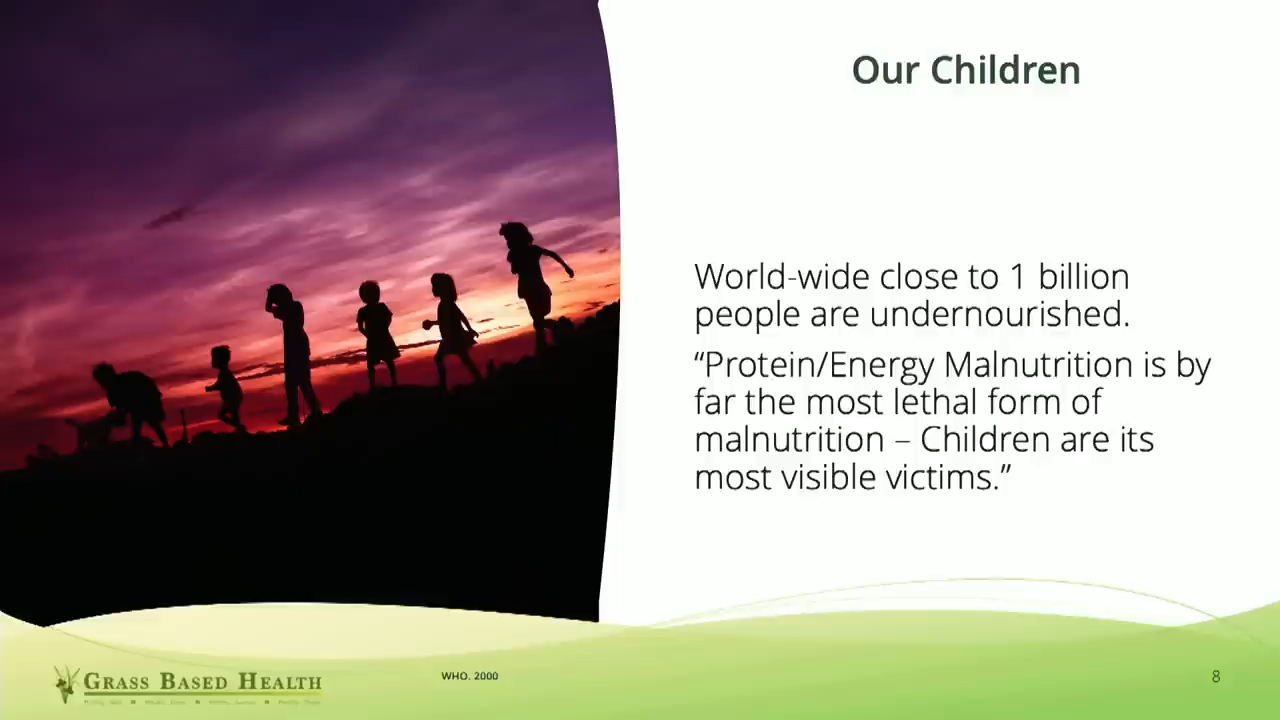 Our Children
World-wide close to 1 billion
people are undernourished.
“Protein/Energy Malnutrition is by
far the most lethal form of
malnutrition – Children are its
most visible victims.”
GRASS BASED HEALTH
WHO. 2000
8